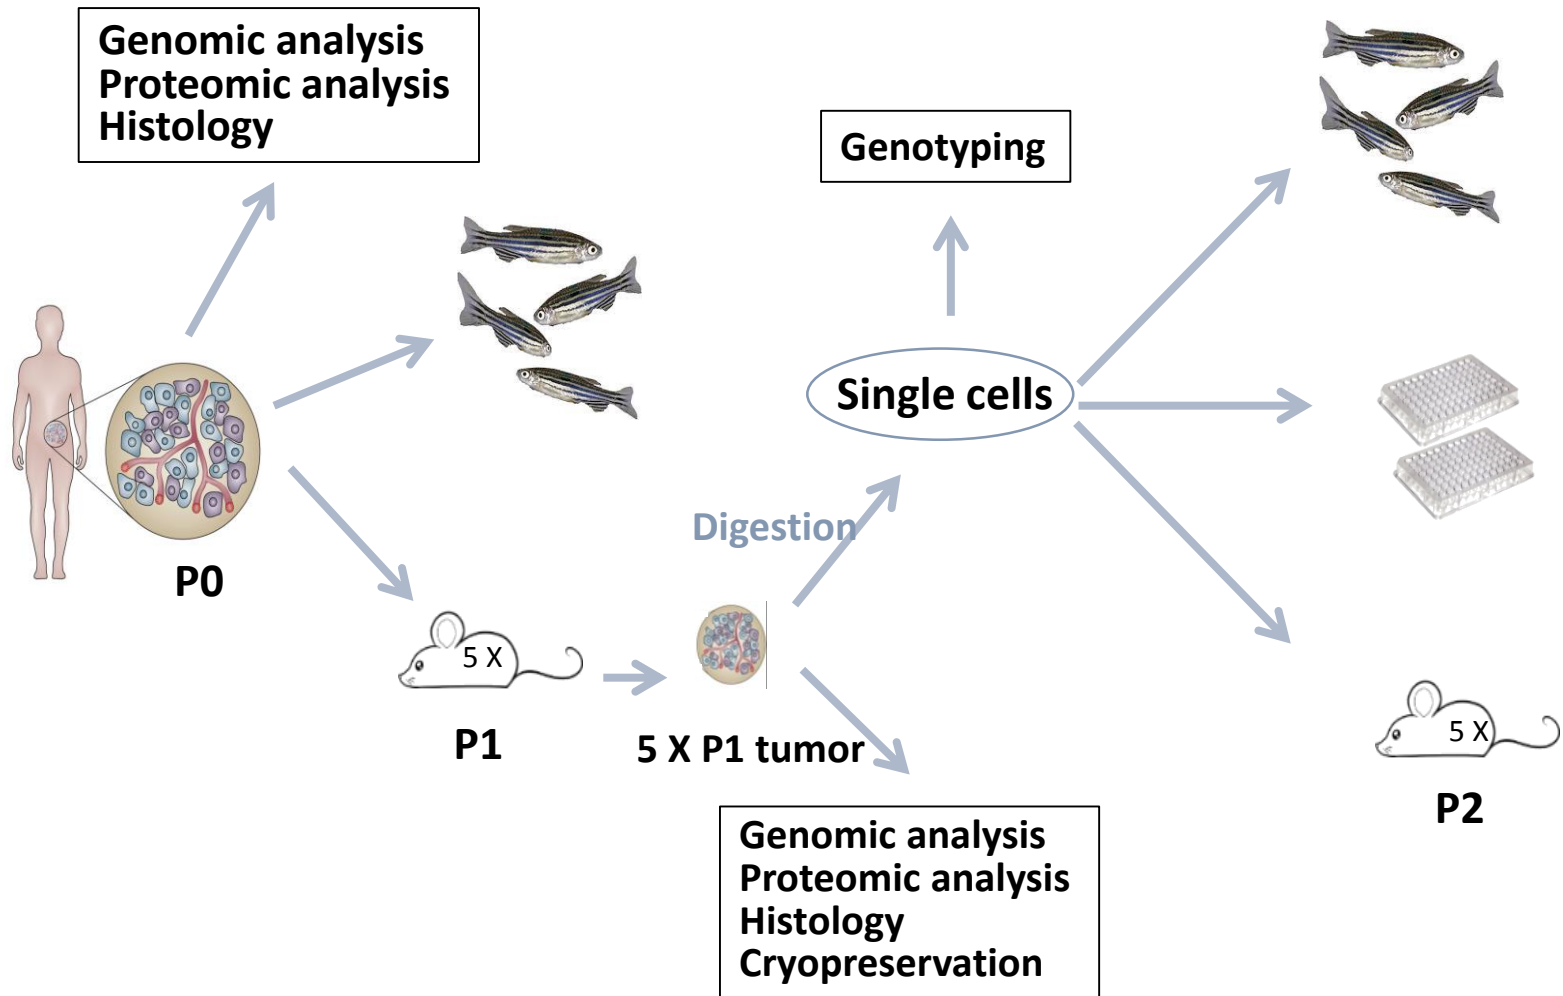 Genomic analysis
Proteomic analysis
Histology
Genotyping
Single cells
Digestion
P0
5 X
P1
5 X P1 tumor
5 X
P2
Genomic analysis
Proteomic analysis
Histology
Cryopreservation